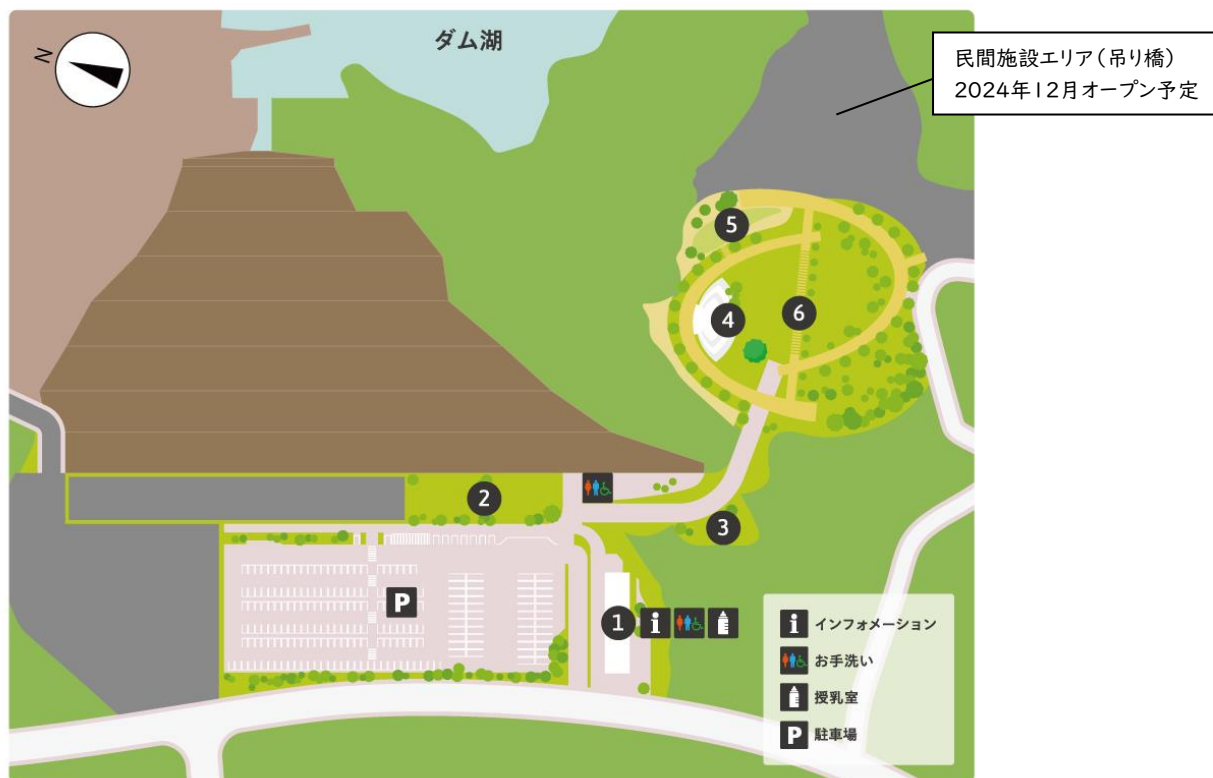 N
ダム湖
民間施設エリア(吊り橋)
2024年12月オープン予定
5
4
6
2
3
P
1
i
i インフォメーション
お手洗い
授乳室
P 駐車場